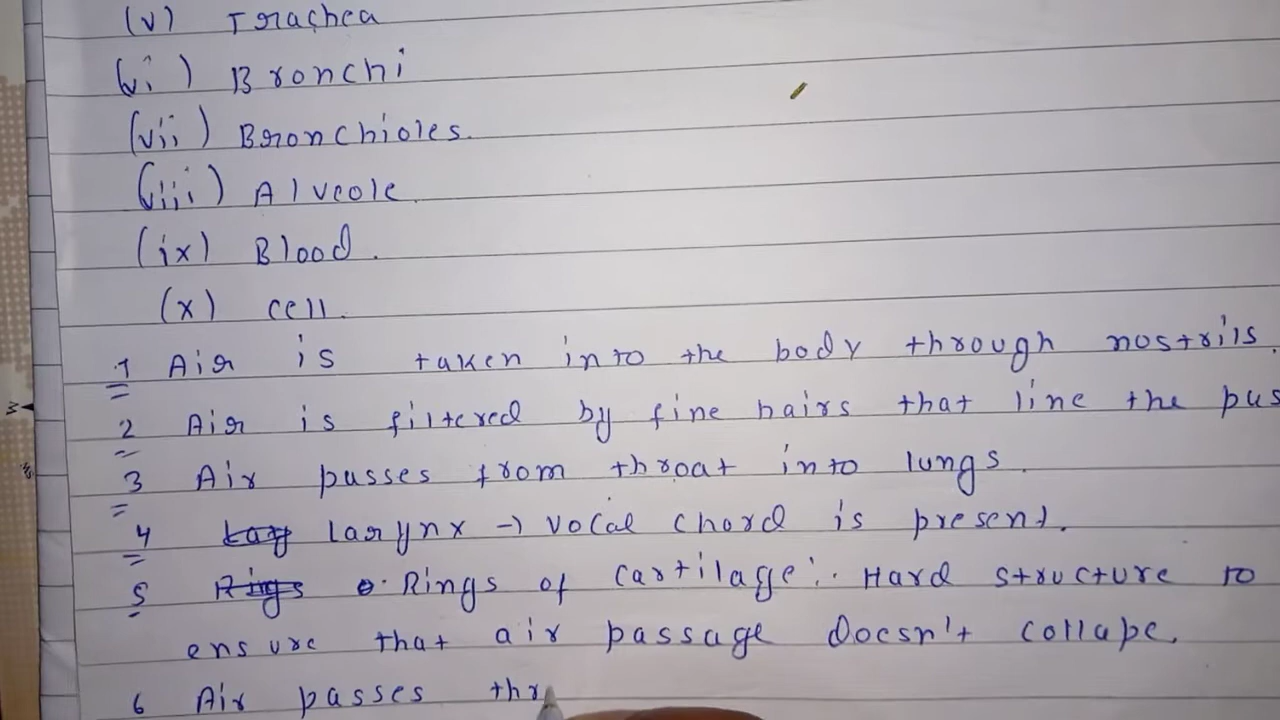 (v) Trachea
(vi) Bronchi
(vii) Bronchioles.
(viii) Alveole.
(ix) Blood.
(x) cell.
1 Air is taken into the body through nostrils.
2 Air is filtered by fine hairs that line the pas
3 Air passes from throat into lungs.
4 Larynx → vocal chord is present.
5 Rings of cartilage: Hard structure to
ensure that air passage doesn't collape.
6 Air passes thr